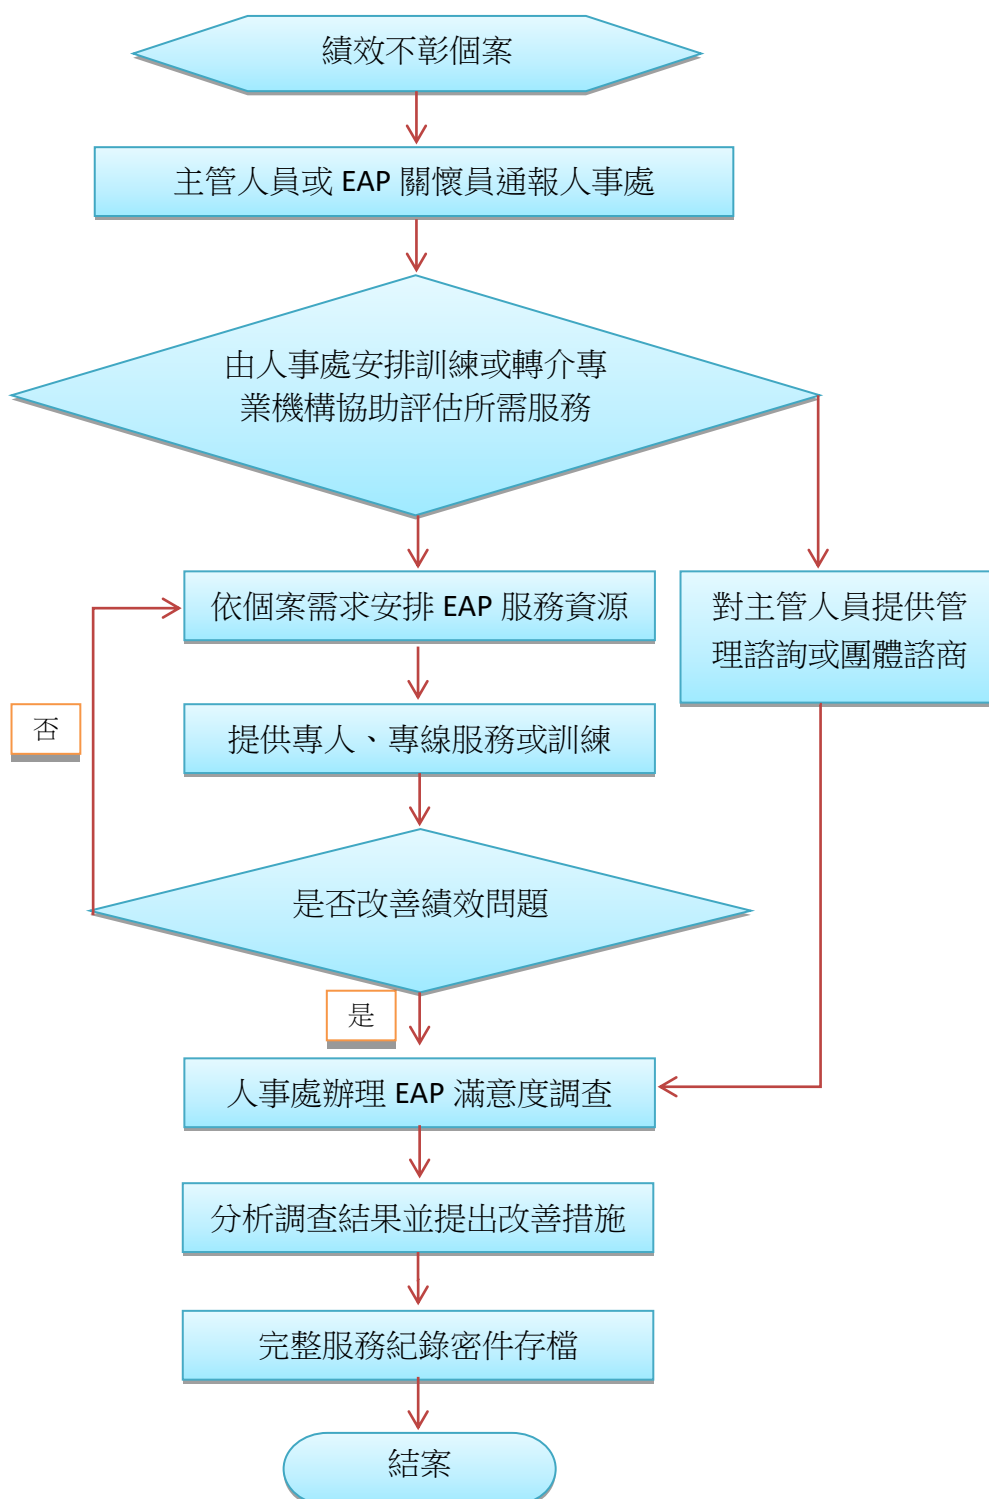 績效不彰個案
主管人員或 EAP 關懷員通報人事處
由人事處安排訓練或轉介專
業機構協助評估所需服務
依個案需求安排 EAP 服務資源
對主管人員提供管
理諮詢或團體諮商
否
提供專人、專線服務或訓練
是否改善績效問題
是
人事處辦理 EAP 滿意度調查
分析調查結果並提出改善措施
完整服務紀錄密件存檔
結案